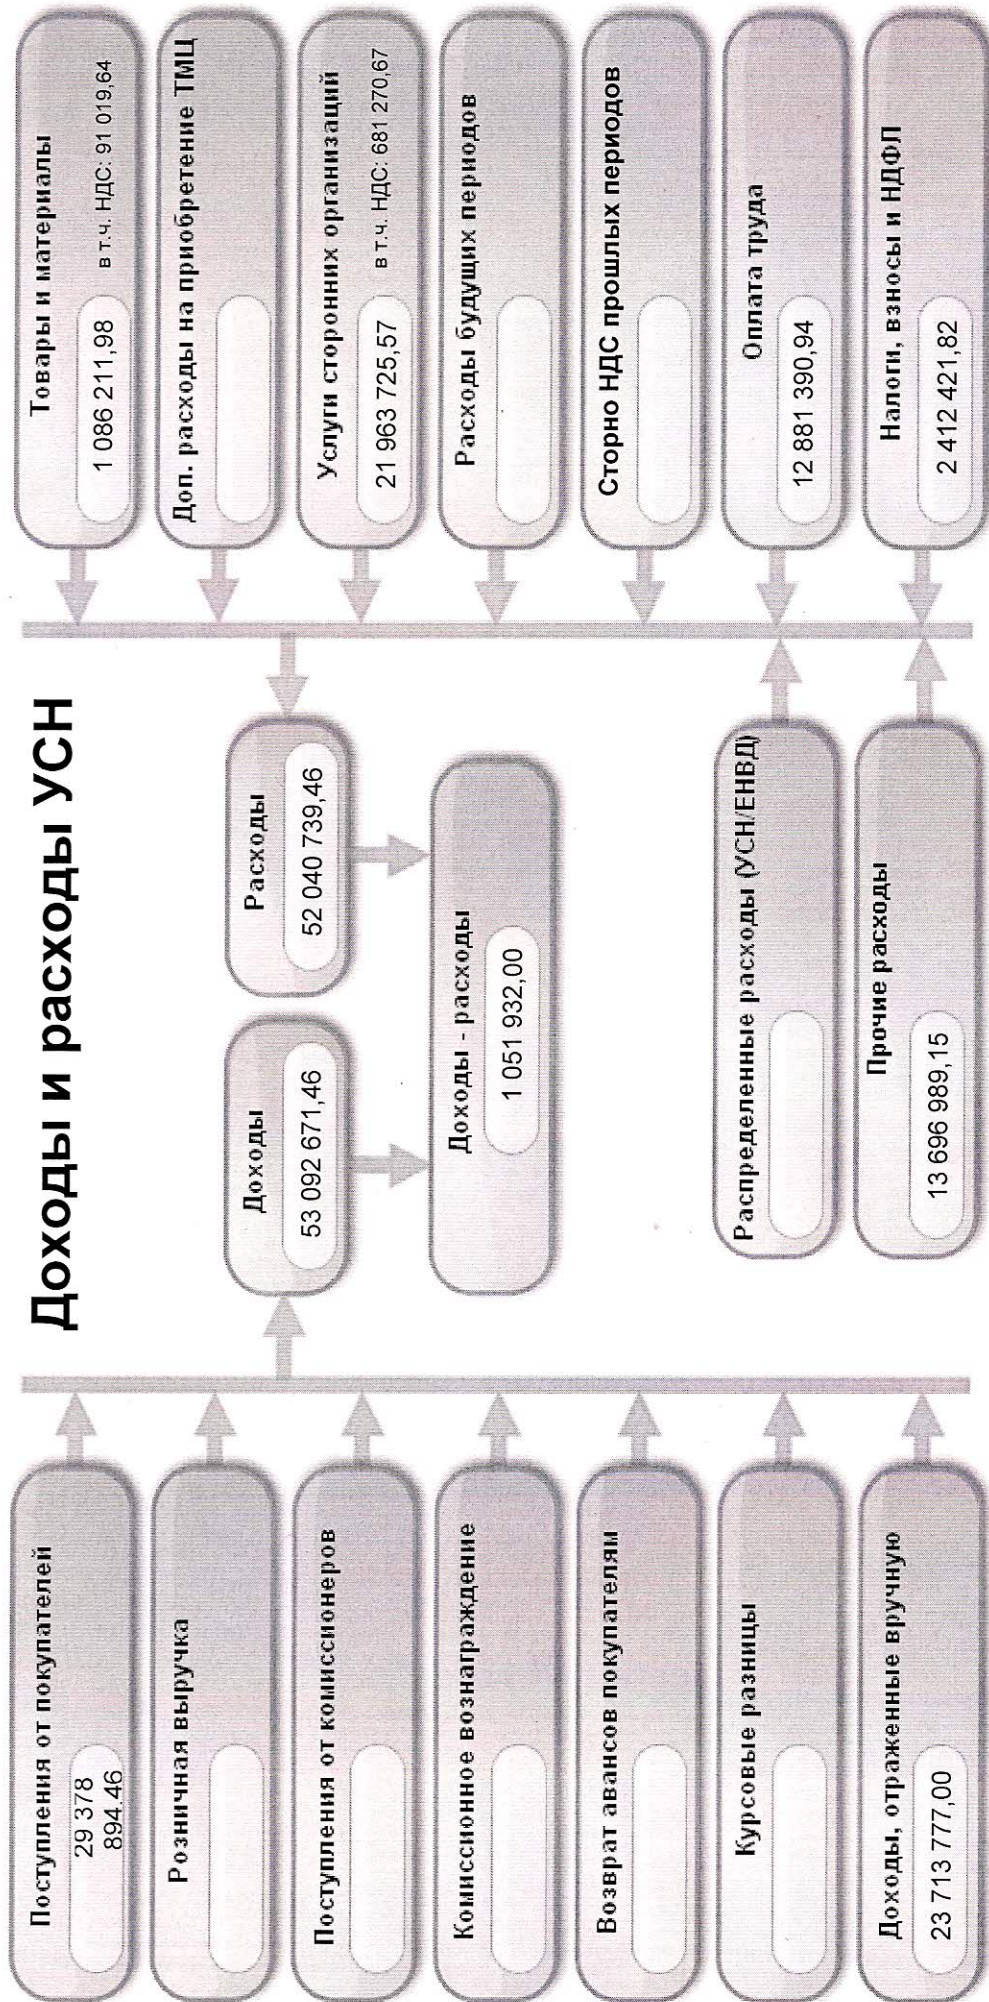 Доходы и расходы УСН
Поступления от покупателей
29 378
894,46
Розничная выручка
Поступления от комиссионеров
Комиссионное вознаграждение
Возврат авансов покупателям
Курсовые разницы
Доходы, отраженные вручную
23 713 777,00
Доходы
53 092 671,46
Расходы
52 040 739,46
Доходы - расходы
1 051 932,00
Распределенные расходы (УСН/ЕНВД)
Прочие расходы
13 696 989,15
Товары и материалы
1 086 211,98 в т.ч. НДС: 91 019,64
Доп. расходы на приобретение ТМЦ
Услуги сторонних организаций
21 963 725,57 в т.ч. НДС: 681 270,67
Расходы будущих периодов
Сторно НДС прошлых периодов
Оплата труда
12 881 390,94
Налоги, взносы и НДФЛ
2 412 421,82